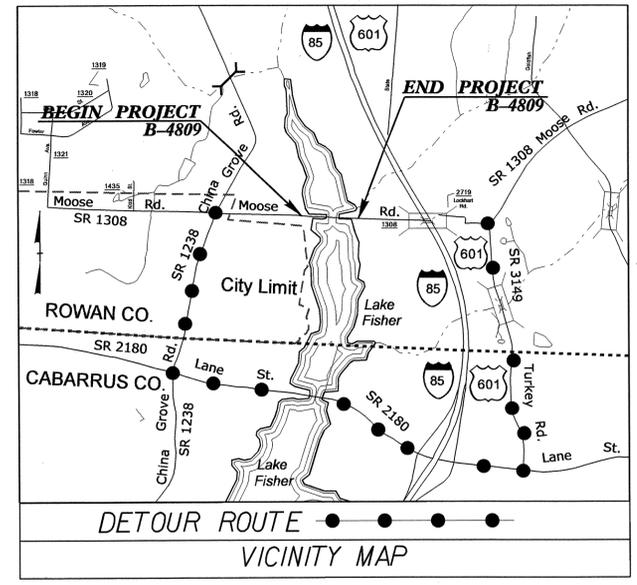 85
601
1319
1318
1320
BEGIN PROJECT
B-4809
END PROJECT
B-4809
Fowler
1321
1318
1435
Moose Rd.
SR 1308
China Grove Rd.
Moose Rd.
1308
2719
Lockhart
Rd.
SR 1308 Moose Rd.
SR 1238
City Limit
601
SR 3149
85
Lake
Fisher
ROWAN CO.
SR 2180
CABARRUS CO.
Lane St.
85
601
Turkey Rd.
SR 2180
Lane St.
China Grove Rd.
SR 1238
Lake
Fisher
DETOUR ROUTE
VICINITY MAP